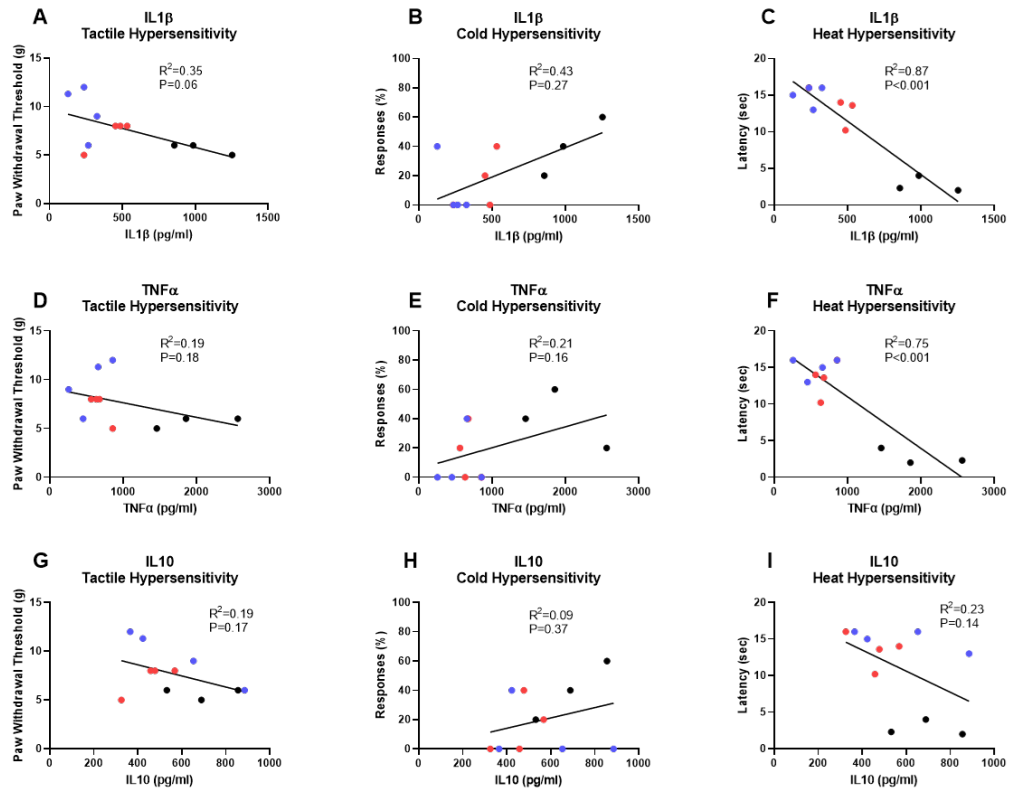 A
IL1β
Tactile Hypersensitivity
Paw Withdrawal Threshold (g)
15
10
5
0
R²=0.35
P=0.06
0 500 1000 1500
IL1β (pg/ml)
B
IL1β
Cold Hypersensitivity
Responses (%)
100
80
60
40
20
0
R²=0.43
P=0.27
0 500 1000 1500
IL1β (pg/ml)
C
IL1β
Heat Hypersensitivity
Latency (sec)
20
15
10
5
0
R²=0.87
P<0.001
0 500 1000 1500
IL1β (pg/ml)
D
TNFα
Tactile Hypersensitivity
Paw Withdrawal Threshold (g)
15
10
5
0
R²=0.19
P=0.18
0 1000 2000 3000
TNFα (pg/ml)
E
TNFα
Cold Hypersensitivity
Responses (%)
100
80
60
40
20
0
R²=0.21
P=0.16
0 1000 2000 3000
TNFα (pg/ml)
F
TNFα
Heat Hypersensitivity
Latency (sec)
20
15
10
5
0
R²=0.75
P<0.001
0 1000 2000 3000
TNFα (pg/ml)
G
IL10
Tactile Hypersensitivity
Paw Withdrawal Threshold (g)
15
10
5
0
R²=0.19
P=0.17
0 200 400 600 800 1000
IL10 (pg/ml)
H
IL10
Cold Hypersensitivity
Responses (%)
100
80
60
40
20
0
R²=0.09
P=0.37
0 200 400 600 800 1000
IL10 (pg/ml)
I
IL10
Heat Hypersensitivity
Latency (sec)
20
15
10
5
0
R²=0.23
P=0.14
0 200 400 600 800 1000
IL10 (pg/ml)